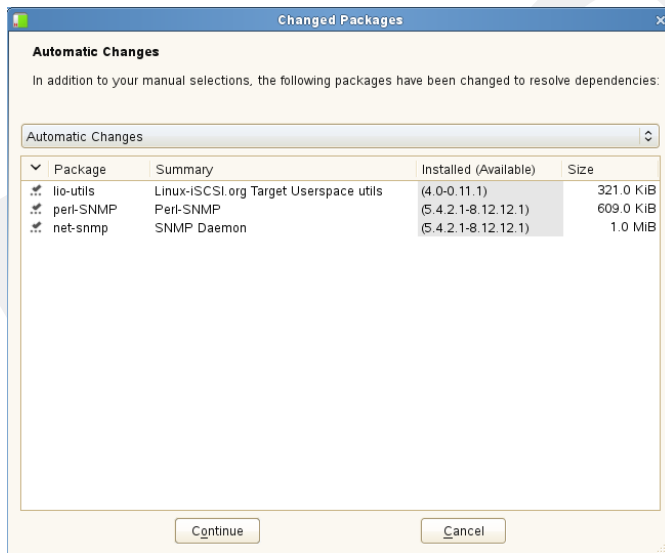 Changed Packages
Automatic Changes
In addition to your manual selections, the following packages have been changed to resolve dependencies:
Automatic Changes
Package Summary Installed (Available) Size
lio-utils Linux-iSCSI.org Target Userspace utils (4.0-0.11.1) 321.0 KiB
perl-SNMP Perl-SNMP (5.4.2.1-8.12.12.1) 609.0 KiB
net-snmp SNMP Daemon (5.4.2.1-8.12.12.1) 1.0 MiB
Continue Cancel